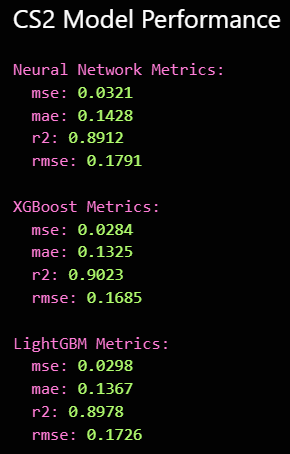 CS2 Model Performance
Neural Network Metrics:
mse: 0.0321
mae: 0.1428
r2: 0.8912
rmse: 0.1791
XGBoost Metrics:
mse: 0.0284
mae: 0.1325
r2: 0.9023
rmse: 0.1685
LightGBM Metrics:
mse: 0.0298
mae: 0.1367
r2: 0.8978
rmse: 0.1726